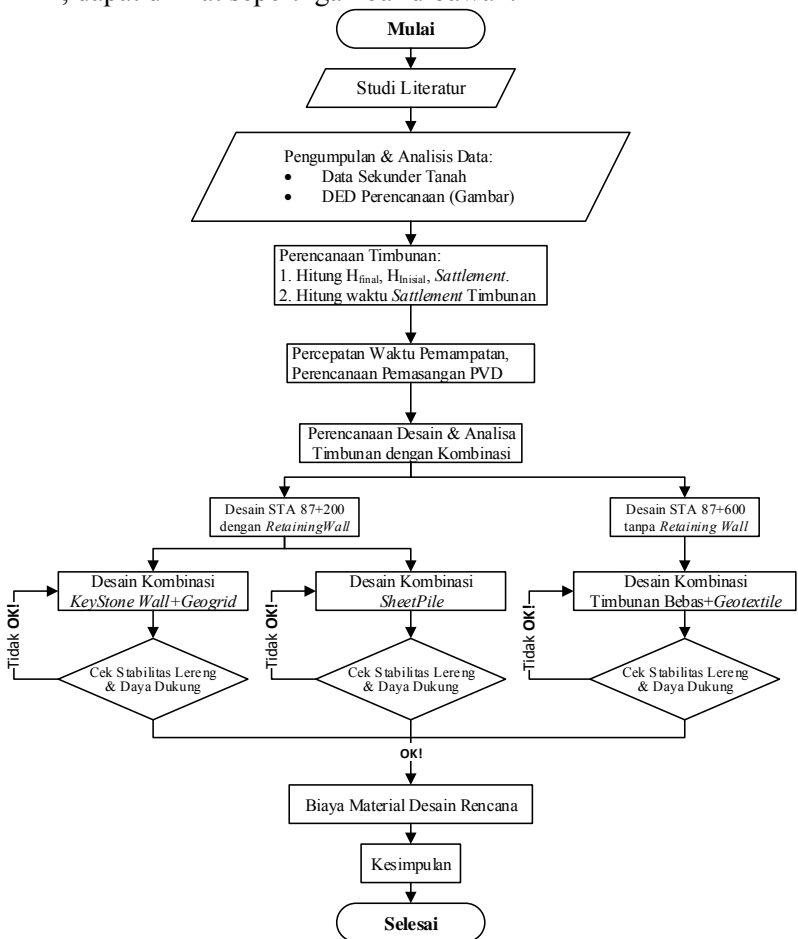 Mulai
Studi Literatur
Pengumpulan & Analisis Data:
• Data Sekunder Tanah
• DED Perencanaan (Gambar)
Perencanaan Timbunan:
1. Hitung Hfinal, HInisial, Sattlement.
2. Hitung waktu Sattlement Timbunan
Percepatan Waktu Pemampatan,
Perencanaan Pemasangan PVD
Perencanaan Desain & Analisa
Timbunan dengan Kombinasi
Desain STA 87+200
dengan RetainingWall
Desain STA 87+600
tanpa Retaining Wall
Desain Kombinasi
KeyStone Wall+Geogrid
Desain Kombinasi
SheetPile
Desain Kombinasi
Timbunan Bebas+Geotextile
Tidak OK!
Tidak OK!
Tidak OK!
Cek Stabilitas Lereng
& Daya Dukung
Cek Stabilitas Lereng
& Daya Dukung
Cek Stabilitas Lereng
& Daya Dukung
OK!
Biaya Material Desain Rencana
Kesimpulan
Selesai